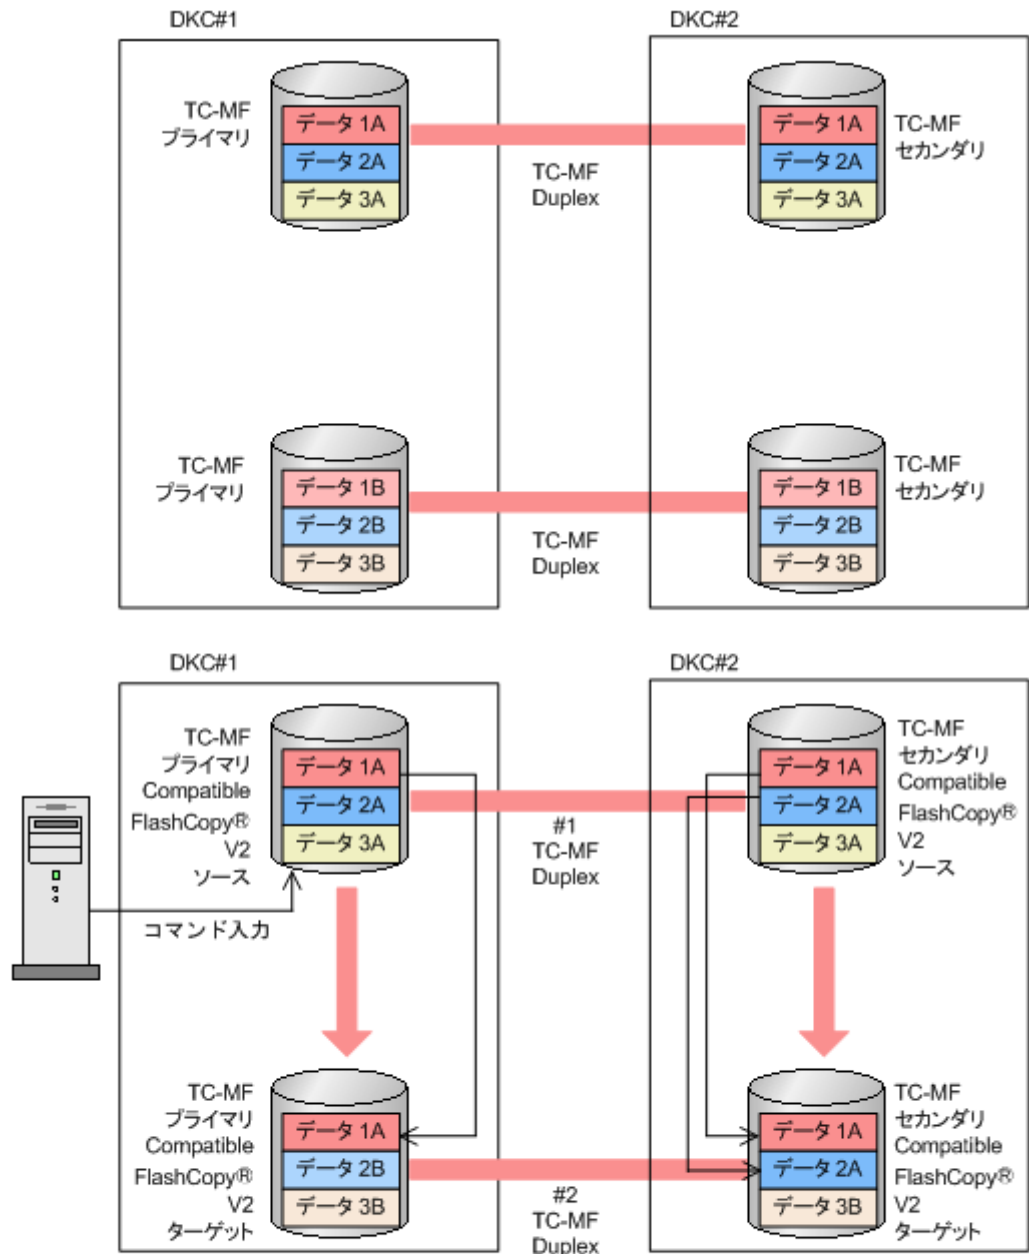 DKC#1
DKC#2
TC-MF
プライマリ
データ 1A
データ 2A
データ 3A
TC-MF
Duplex
データ 1A
データ 2A
データ 3A
TC-MF
セカンダリ
TC-MF
プライマリ
データ 1B
データ 2B
データ 3B
TC-MF
Duplex
データ 1B
データ 2B
データ 3B
TC-MF
セカンダリ
DKC#1
DKC#2
TC-MF
プライマリ
Compatible
FlashCopy®
V2
ソース
データ 1A
データ 2A
データ 3A
#1
TC-MF
Duplex
データ 1A
データ 2A
データ 3A
TC-MF
セカンダリ
Compatible
FlashCopy®
V2
ソース
コマンド入力
TC-MF
プライマリ
Compatible
FlashCopy®
V2
ターゲット
データ 1A
データ 2B
データ 3B
#2
TC-MF
Duplex
データ 1A
データ 2A
データ 3B
TC-MF
セカンダリ
Compatible
FlashCopy®
V2
ターゲット